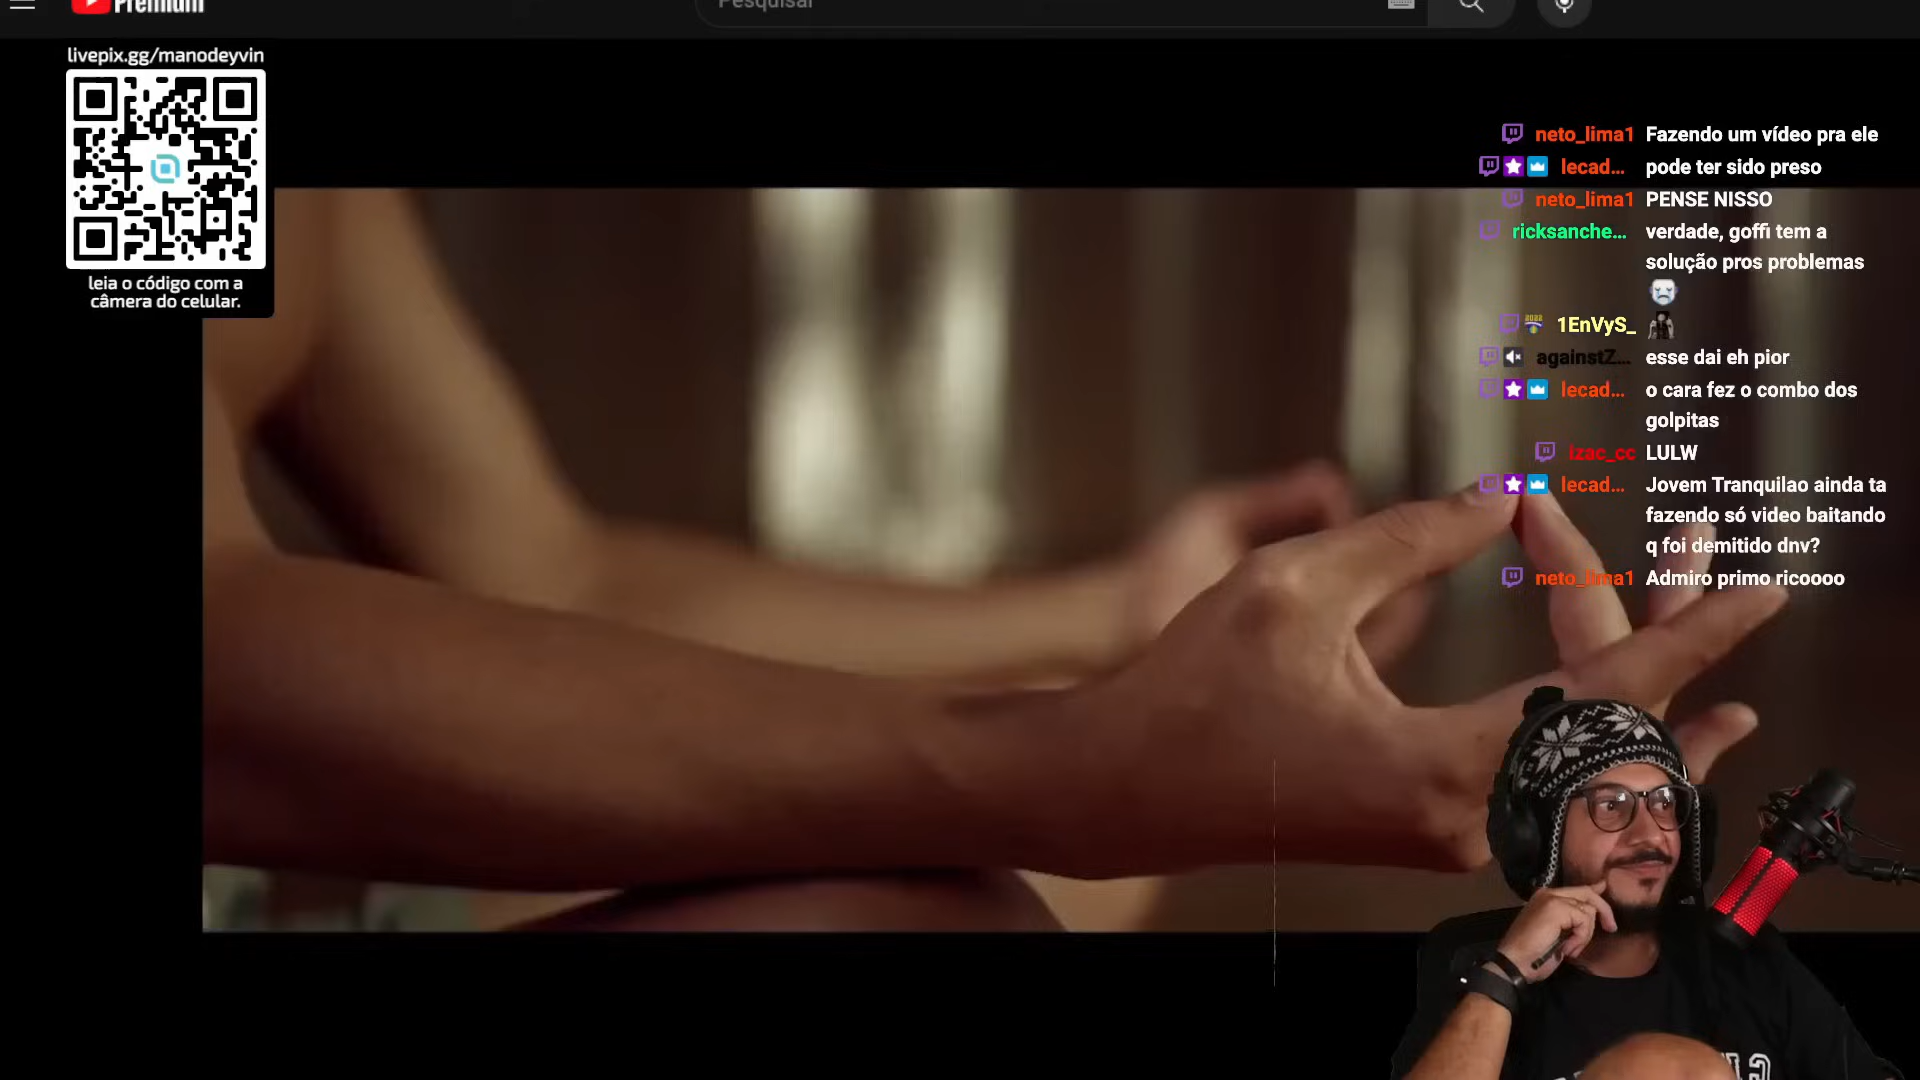 Premium
Pesquisar
livepix.gg/manodeyvin
leia o código com a
câmera do celular.
neto_lima1 Fazendo um vídeo pra ele
lecad... pode ter sido preso
neto_lima1 PENSE NISSO
ricksanche... verdade, goffi tem a
solução pros problemas
1EnVyS_
againstZ... esse dai eh pior
lecad... o cara fez o combo dos
golpitas
izac_cc LULW
lecad... Jovem Tranquilao ainda ta
fazendo só video baitando
q foi demitido dnv?
neto_lima1 Admiro primo ricoooo